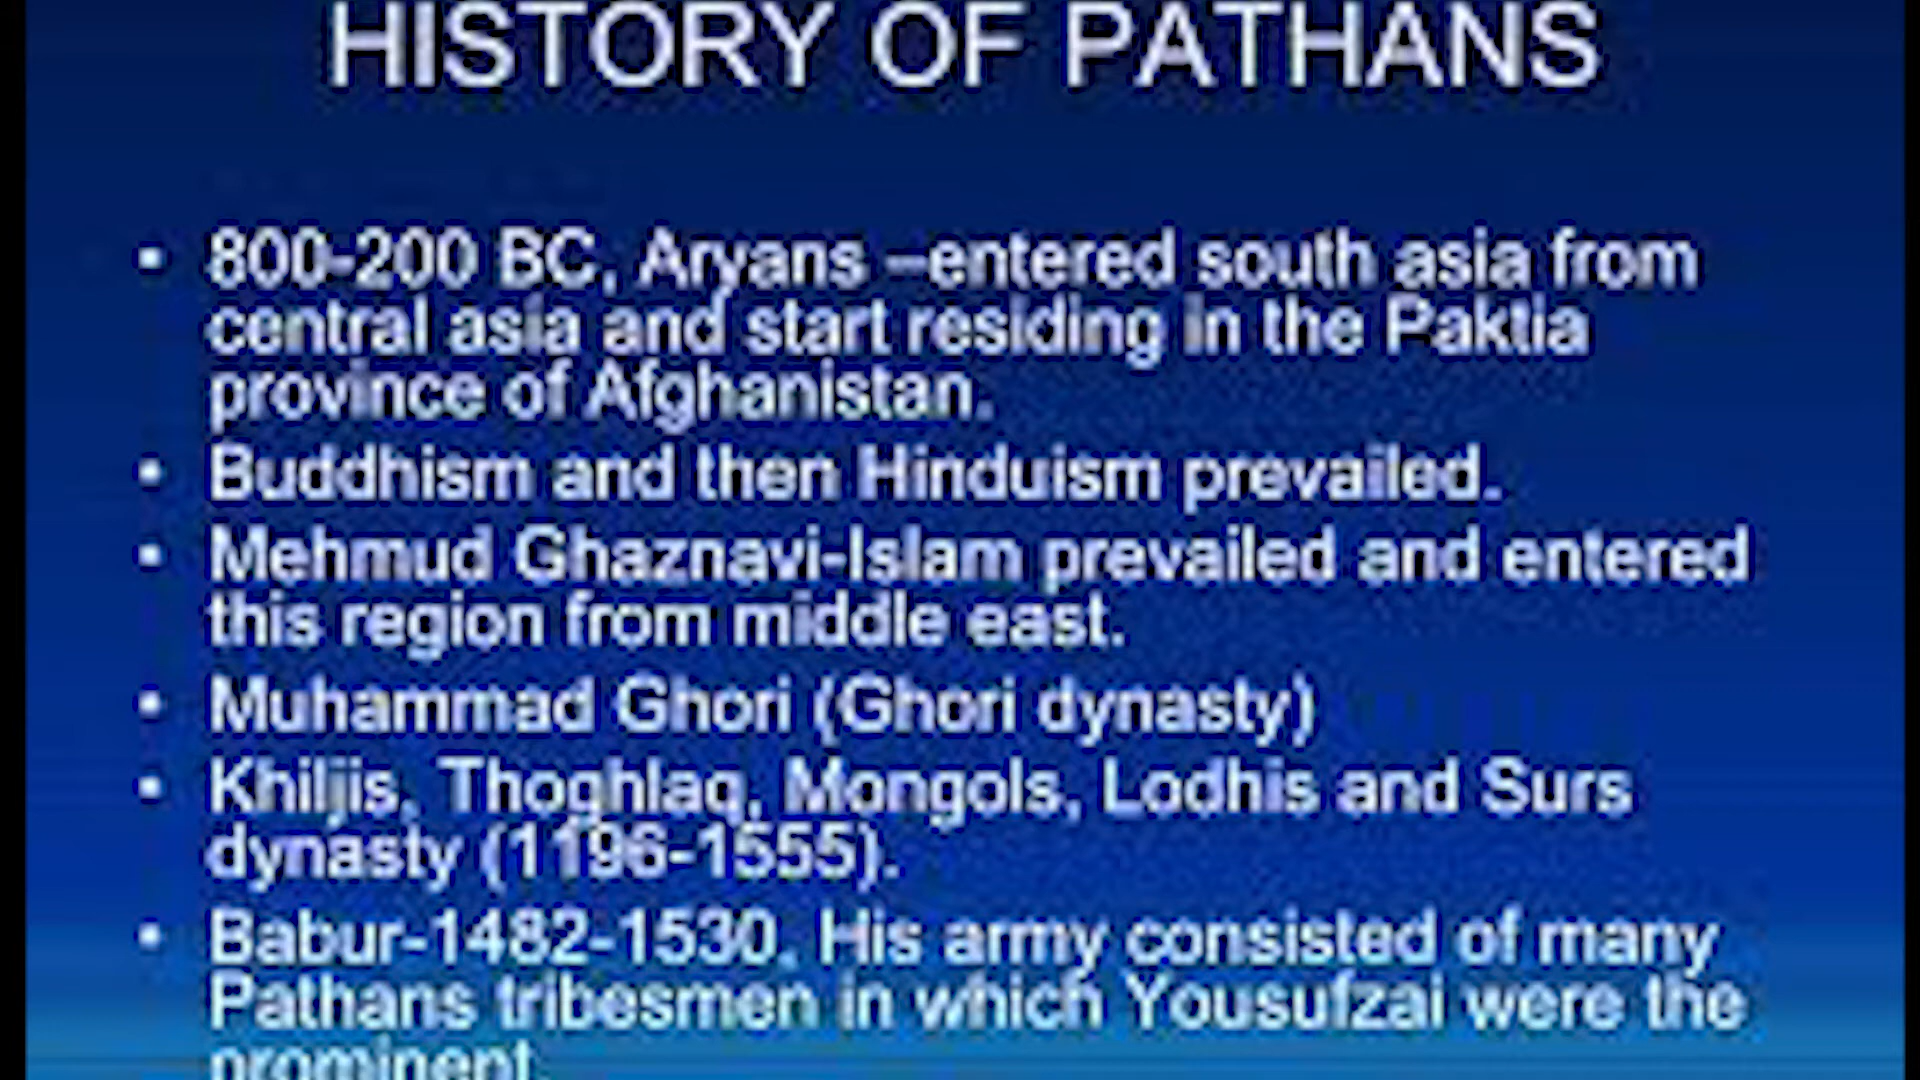 HISTORY OF PATHANS
• 800-200 BC, Aryans –entered south asia from
central asia and start residing in the Paktia
province of Afghanistan.
• Buddhism and then Hinduism prevailed.
• Mehmud Ghaznavi-Islam prevailed and entered
this region from middle east.
• Muhammad Ghori (Ghori dynasty)
• Khiljis, Thoghlaq, Mongols, Lodhis and Surs
dynasty (1196-1555).
• Babur-1482-1530. His army consisted of many
Pathans tribesmen in which Yousufzai were the
prominent.